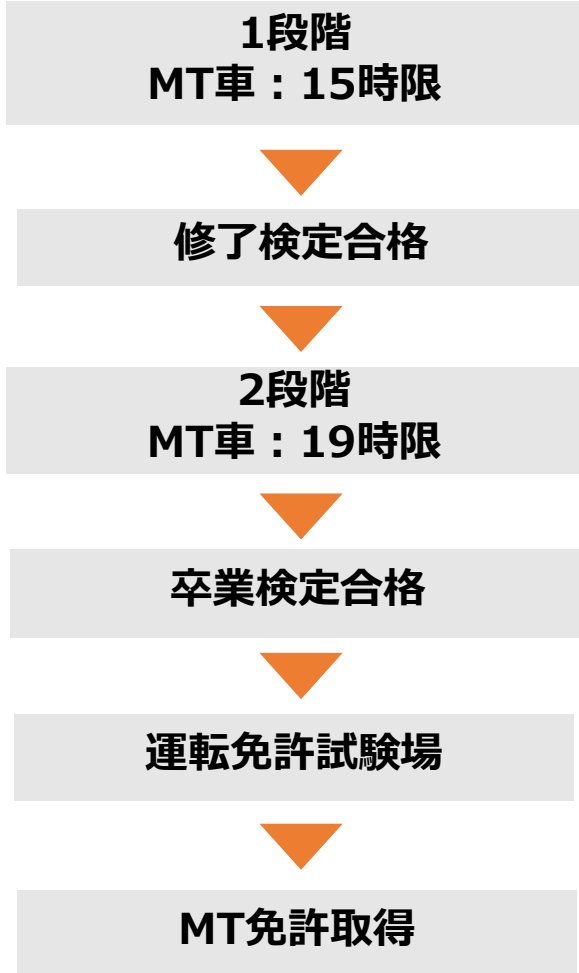 1段階
MT車：15時限
修了検定合格
2段階
MT車：19時限
卒業検定合格
運転免許試験場
MT免許取得